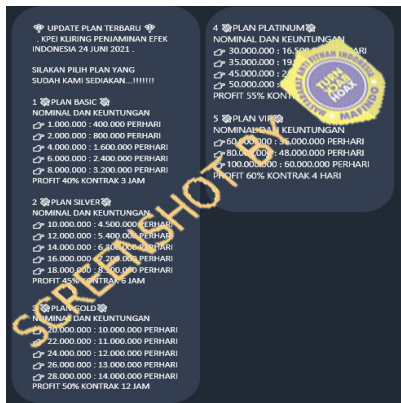 UPDATE PLAN TERBARU
. KPEI KLIRING PENJAMINAN EFEK
INDONESIA 24 JUNI 2021 .
SILAKAN PILIH PLAN YANG
SUDAH KAMI SEDIAKAN...!!!!!!!
1 PLAN BASIC
NOMINAL DAN KEUNTUNGAN
1.000.000 : 400.000 PERHARI
2.000.000 : 800.000 PERHARI
4.000.000 : 1.600.000 PERHARI
6.000.000 : 2.400.000 PERHARI
8.000.000 : 3.200.000 PERHARI
PROFIT 40% KONTRAK 3 JAM
2 PLAN SILVER
NOMINAL DAN KEUNTUNGAN
10.000.000 : 4.500.000 PERHARI
12.000.000 : 5.400.000 PERHARI
14.000.000 : PERHARI
16.000.000 : 7.200.000 PERHARI
18.000.000 : PERHARI
PROFIT 45% KONTRAK 6 JAM
3 PLAN GOLD
NOMINAL DAN KEUNTUNGAN
20.000.000 : 10.000.000 PERHARI
22.000.000 : 11.000.000 PERHARI
24.000.000 : 12.000.000 PERHARI
26.000.000 : 13.000.000 PERHARI
28.000.000 : 14.000.000 PERHARI
PROFIT 50% KONTRAK 12 JAM
4 PLAN PLATINUM
NOMINAL DAN KEUNTUNGAN
30.000.000 :
35.000.000 :
45.000.000 :
50.000.000 :
PROFIT 55%
5 PLAN VIP
NOMINAL DAN KEUNTUNGAN
60.000.000 : 36.000.000 PERHARI
80.000.000 : 48.000.000 PERHARI
100.000.000 : 60.000.000 PERHARI
PROFIT 60% KONTRAK 4 HARI
SCREENSHOT BY
MASYARAKAT ANTI FITNAH INDONESIA
TURN
BACK
HOAX
MAFINDO